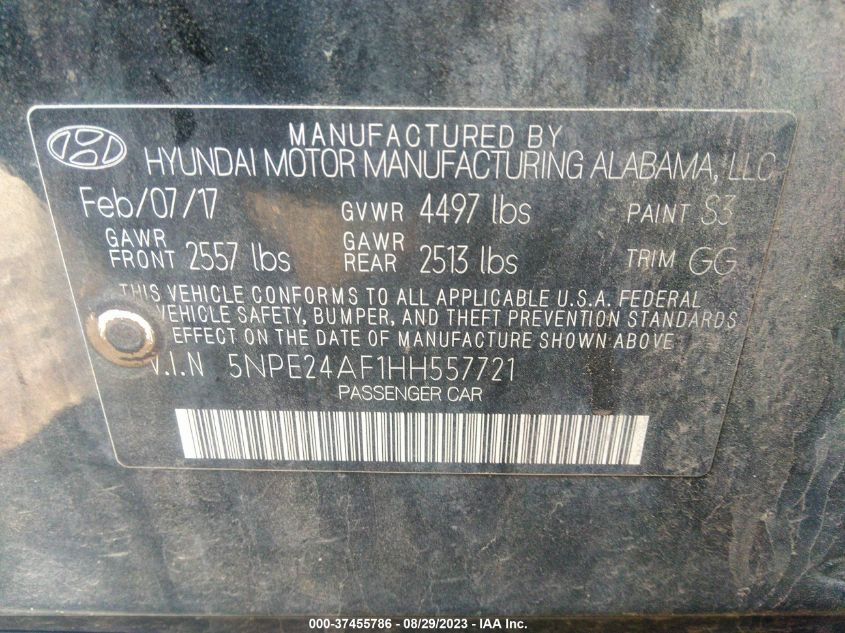 MANUFACTURED BY
HYUNDAI MOTOR MANUFACTURING ALABAMA, LLC
Feb/07/17 GVWR 4497 lbs PAINT S3
GAWR FRONT 2557 lbs GAWR REAR 2513 lbs TRIM GG
THIS VEHICLE CONFORMS TO ALL APPLICABLE U.S.A. FEDERAL
VEHICLE SAFETY, BUMPER, AND THEFT PREVENTION STANDARDS
EFFECT ON THE DATE OF MANUFACTURE SHOWN ABOVE.
V.I.N 5NPE24AF1HH557721
PASSENGER CAR
000-37455786 - 08/29/2023 - IAA Inc.